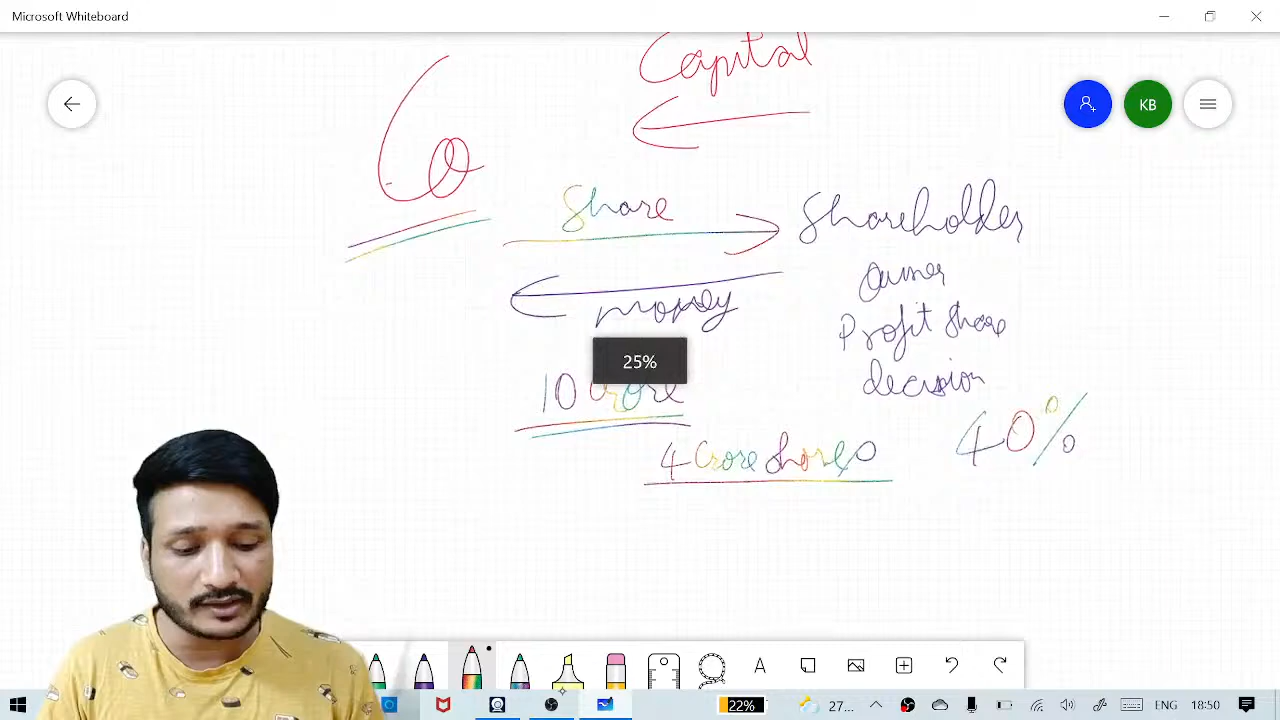 Microsoft Whiteboard
Capital
Co
KB
Share
Shareholder
owner
money
Profit Share
25%
decision
10 Crore
4 Crore Shares
40%
22%
27...
ENG
18:50